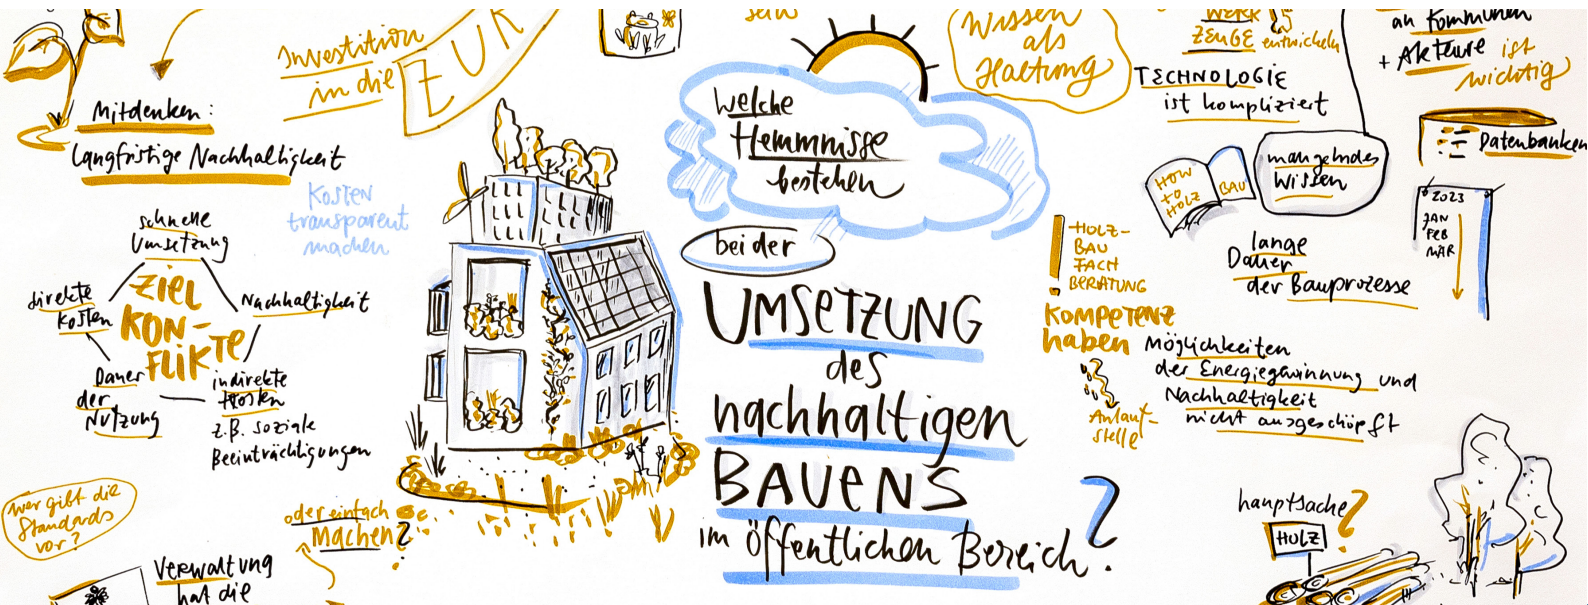 Investition
in die
ZUK
Mitdenken:
langfristige Nachhaltigkeit
Kosten
transparent
machen
schnelle
Umsetzung
direkte
Kosten
ZIEL
KON-
FLIKTE
Nachhaltigkeit
Dauer
der
Nutzung
indirekte
Kosten
z.B. soziale
Beeinträchtigungen
wer gibt die
Standards
vor?
oder einfach
machen?
Verwaltung
hat die
sein
welche
Hemmnisse
bestehen
bei der
UMSETZUNG
des
nachhaltigen
BAUENS
im öffentlichen Bereich?
Wissen
als
Haltung
WERK
ZEUGE entwickeln
TECHNOLOGIE
ist kompliziert
an Kommunen
+ Akteure ist
wichtig
Datenbanken
mangelndes
Wissen
HOW
TO
HOLZ
BAU
2023
JAN
FEB
MÄR
lange
Dauer
der Bauprozesse
HOLZ-
BAU
FACH
BERATUNG
KOMPETENZ
haben
Anlauf-
stelle
Möglichkeiten
der Energiegewinnung und
Nachhaltigkeit
nicht ausgeschöpft
hauptsache?
HOLZ